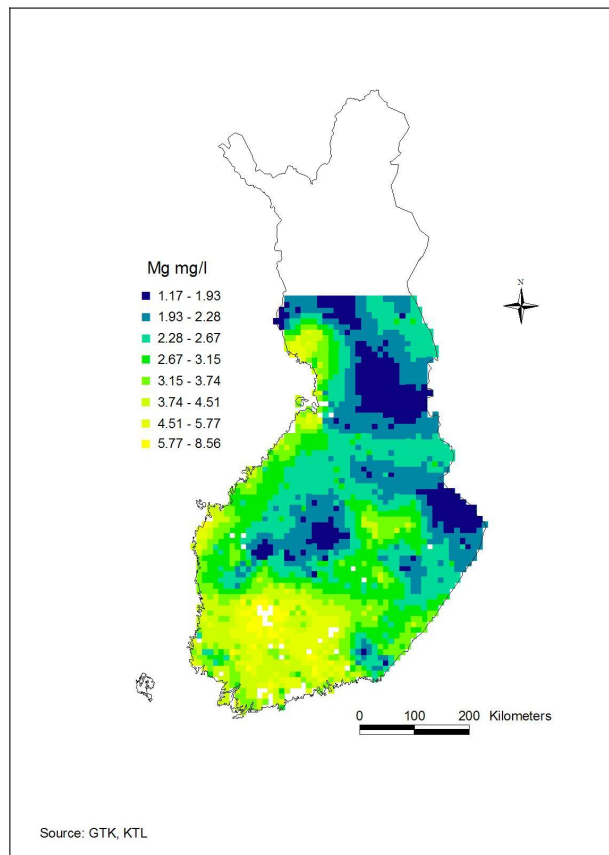 N
Mg mg/l
1.17 - 1.93
1.93 - 2.28
2.28 - 2.67
2.67 - 3.15
3.15 - 3.74
3.74 - 4.51
4.51 - 5.77
5.77 - 8.56
0 100 200 Kilometers
Source: GTK, KTL